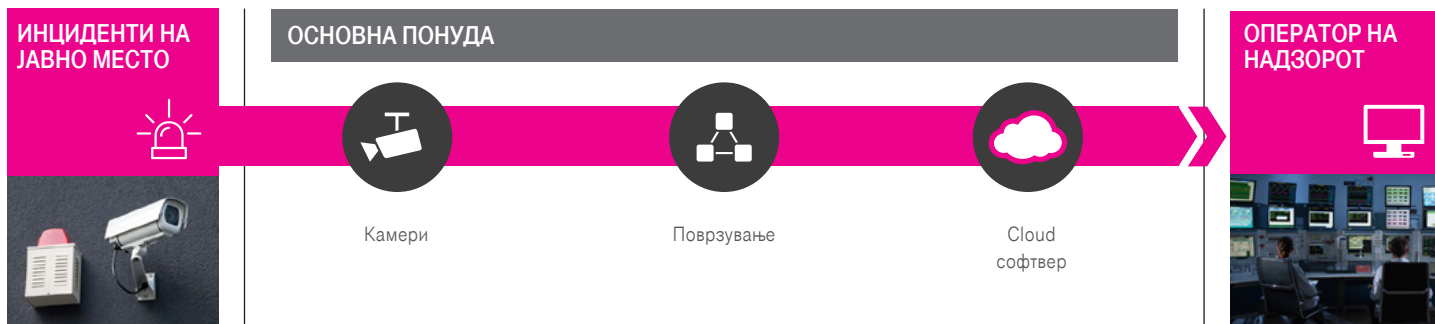 ИНЦИДЕНТИ НА
ЈАВНО МЕСТО
ОСНОВНА ПОНУДА
ОПЕРАТОР НА
НАДЗОРОТ
Камери
Поврзување
Cloud
софтвер